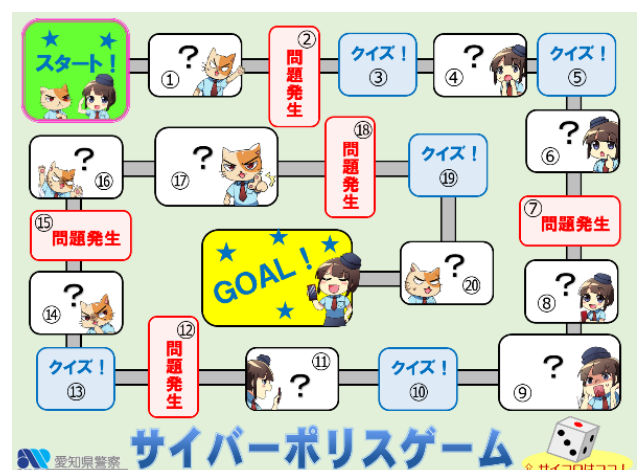 スタート！
？
①
②
問題発生
クイズ！
③
？
④
クイズ！
⑤
？
⑥
⑦
問題発生
？
⑧
？
⑨
クイズ！
⑩
⑪
？
⑫
問題発生
クイズ！
⑬
？
⑭
⑮
問題発生
？
⑯
？
⑰
⑱
問題発生
クイズ！
⑲
？
⑳
GOAL！
愛知県警察
サイバーポリスゲーム
サイコロはココ！